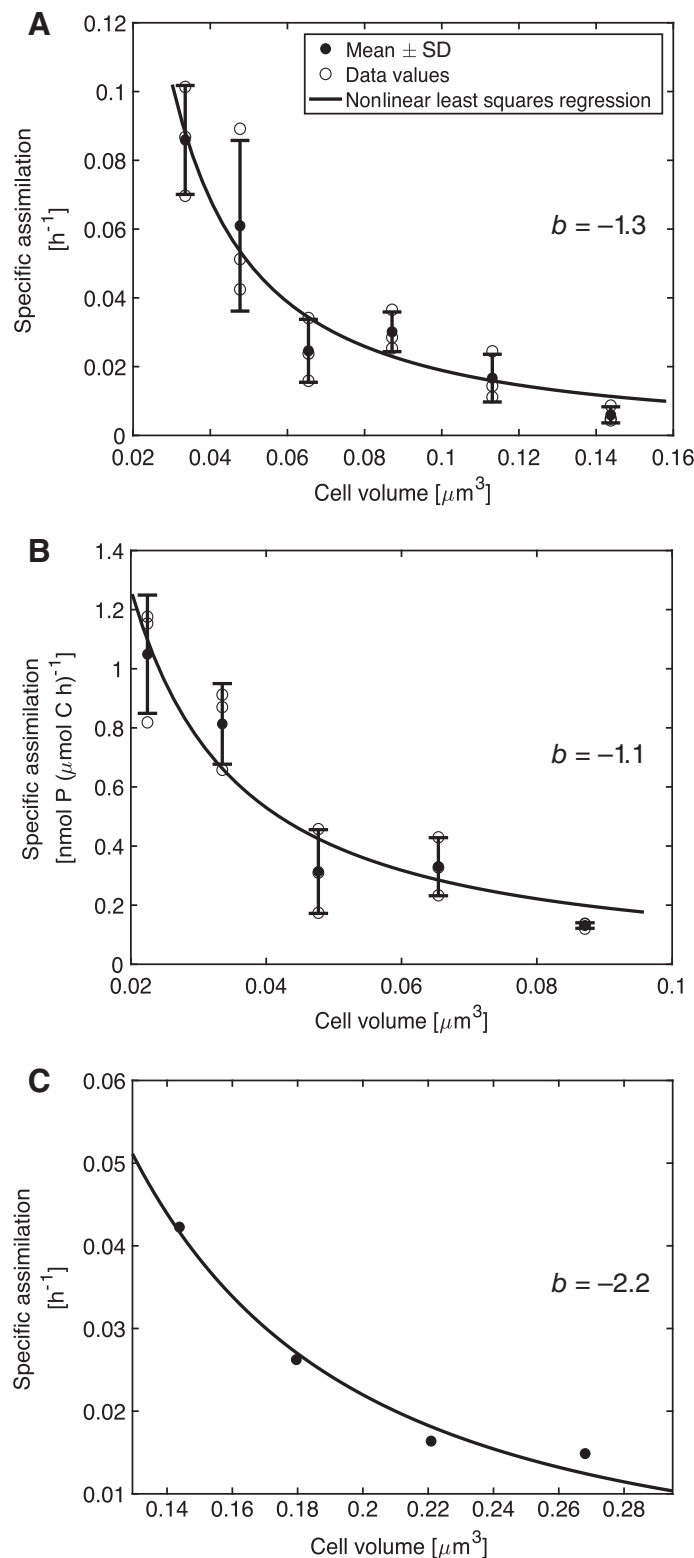 A
0.12
0.1
0.08
0.06
0.04
0.02
0
Specific assimilation
[h⁻¹]
Mean ± SD
Data values
Nonlinear least squares regression
b = −1.3
0.02 0.04 0.06 0.08 0.1 0.12 0.14 0.16
Cell volume [μm³]
B
1.4
1.2
1
0.8
0.6
0.4
0.2
0
Specific assimilation
[nmol P (μmol C h)⁻¹]
b = −1.1
0.02 0.04 0.06 0.08 0.1
Cell volume [μm³]
C
0.06
0.05
0.04
0.03
0.02
0.01
Specific assimilation
[h⁻¹]
b = −2.2
0.14 0.16 0.18 0.2 0.22 0.24 0.26 0.28
Cell volume [μm³]